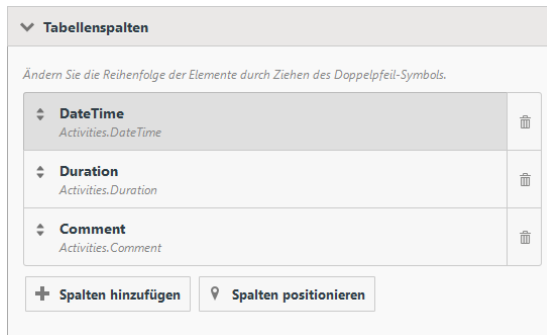 Tabellenspalten
Ändern Sie die Reihenfolge der Elemente durch Ziehen des Doppelpfeil-Symbols.
DateTime
Activities.DateTime
Duration
Activities.Duration
Comment
Activities.Comment
Spalten hinzufügen
Spalten positionieren